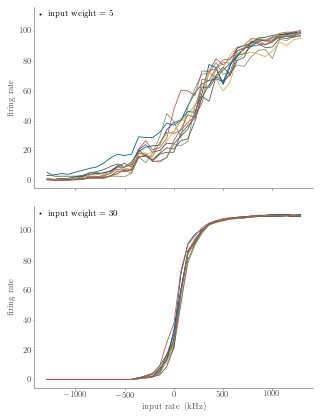 • input weight = 5
100
80
60
40
20
0
firing rate
• input weight = 30
100
80
60
40
20
0
firing rate
−1000 −500 0 500 1000
input rate (kHz)